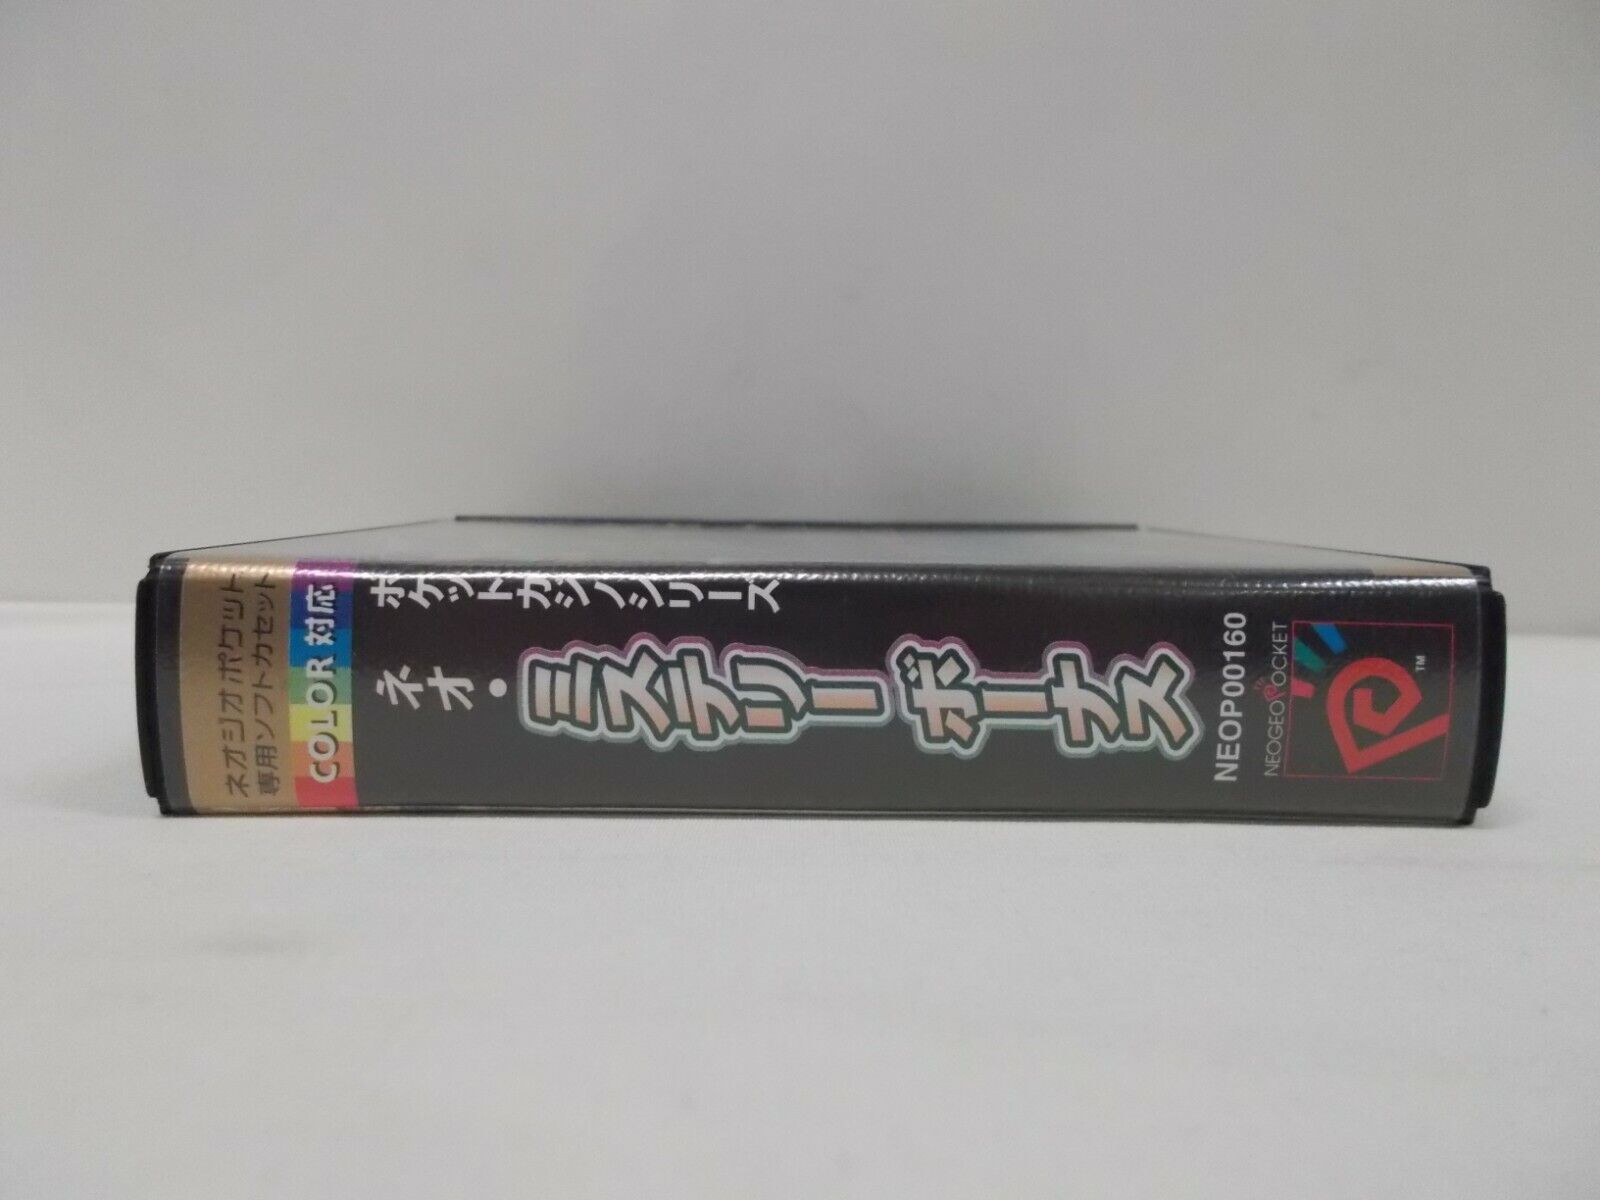 ネオジオポケット
専用ソフトカセット
COLOR 対応
ポケットカジノシリーズ
ネオ・ミステリーボーナス
NEOP00160
NEOGEO POCKET
TM